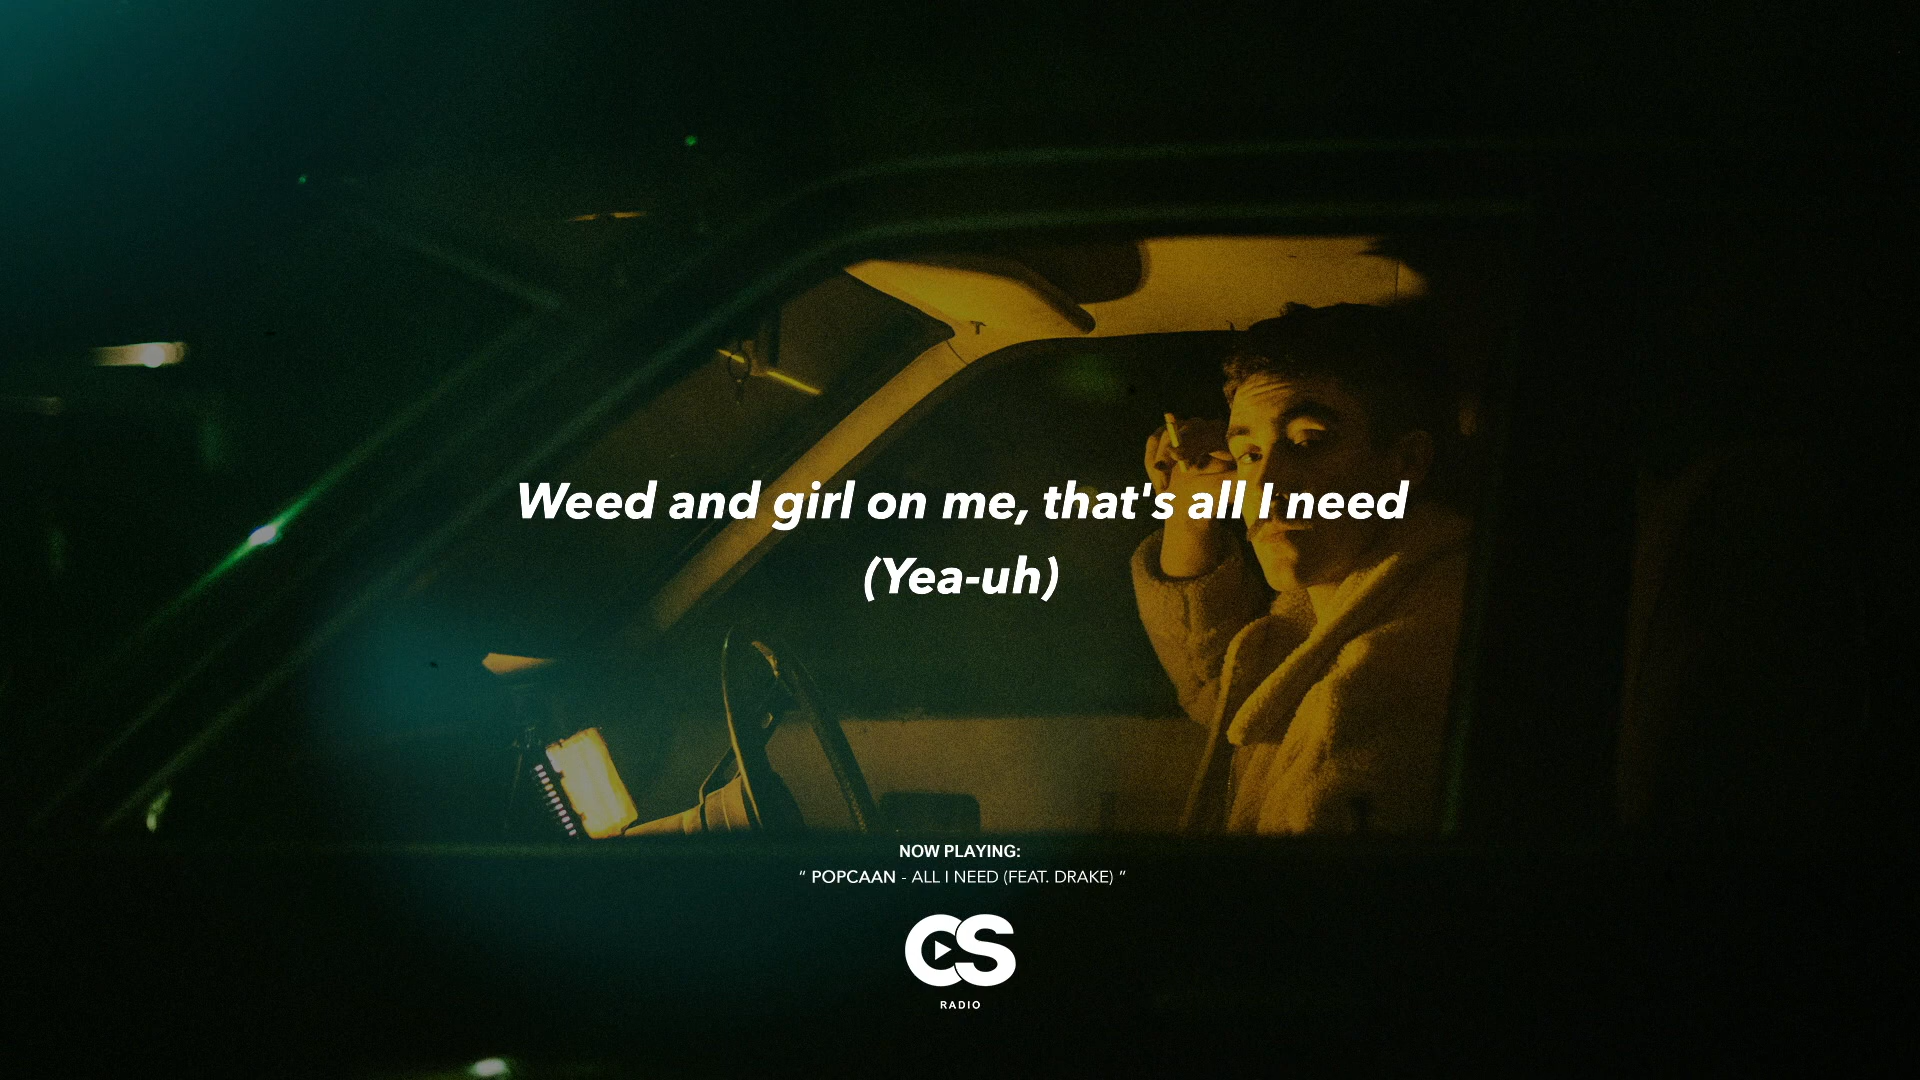 Weed and girl on me, that's all I need
(Yea-uh)
NOW PLAYING:
“ POPCAAN - ALL I NEED (FEAT. DRAKE) ”
CS
RADIO